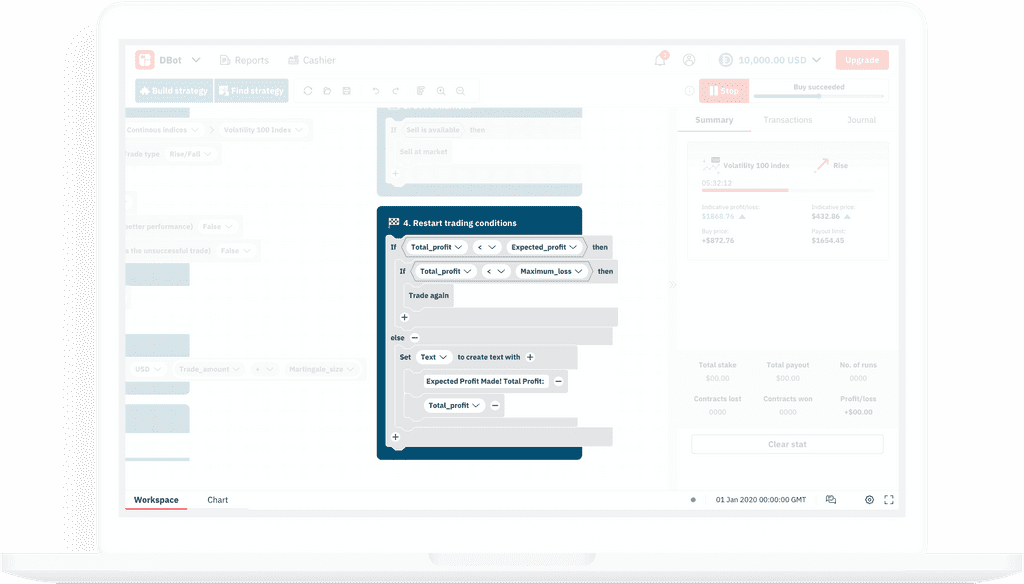 DBot
Reports
Cashier
10,000.00 USD
Upgrade
Build strategy
Find strategy
Stop
Buy succeeded
Summary
Transactions
Journal
Continous indices
Volatility 100 Index
Trade type
Rise/Fall
If
Sell is available
then
Sell at market
Volatility 100 Index
Rise
05:32:12
Indicative profit/loss:
Indicative price:
$1860.76
$432.86
Buy price:
Payout limit:
+$872.76
$1654.45
better performance)
False
s the unsuccessful trade)
False
4. Restart trading conditions
If
Total_profit
<
Expected_profit
then
If
Total_profit
<
Maximum_loss
then
Trade again
+
else
−
Set
Text
to create text with
+
Expected Profit Made! Total Profit:
−
Total_profit
−
+
USD
Trade_amount
+
Martingale_size
Total stake
Total payout
No. of runs
$00.00
$00.00
0000
Contracts lost
Contracts won
Profit/loss
0000
0000
+$00.00
Clear stat
Workspace
Chart
01 Jan 2020 00:00:00 GMT